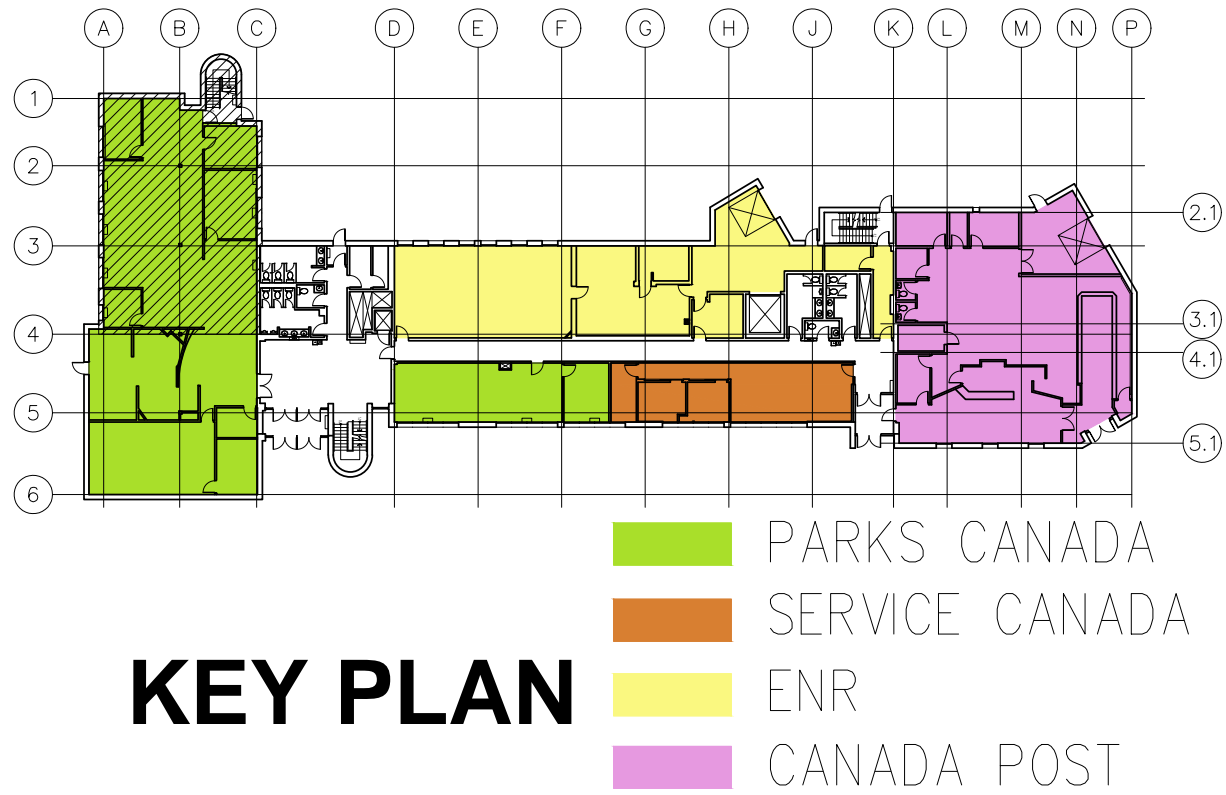 A B C D E F G H J K L M N P
1
2
2.1
3
3.1
4
4.1
5
5.1
6
PARKS CANADA
SERVICE CANADA
KEY PLAN
ENR
CANADA POST